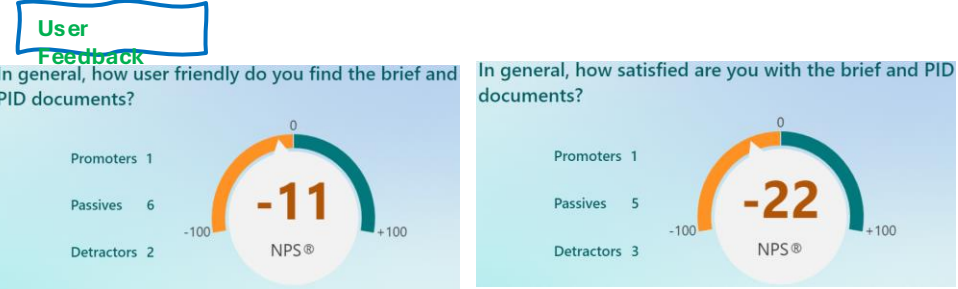 User
Feedback
In general, how user friendly do you find the brief and
PID documents?
0
Promoters 1
Passives 6
Detractors 2
-11
-100
+100
NPS®
In general, how satisfied are you with the brief and PID
documents?
0
Promoters 1
Passives 5
Detractors 3
-22
-100
+100
NPS®